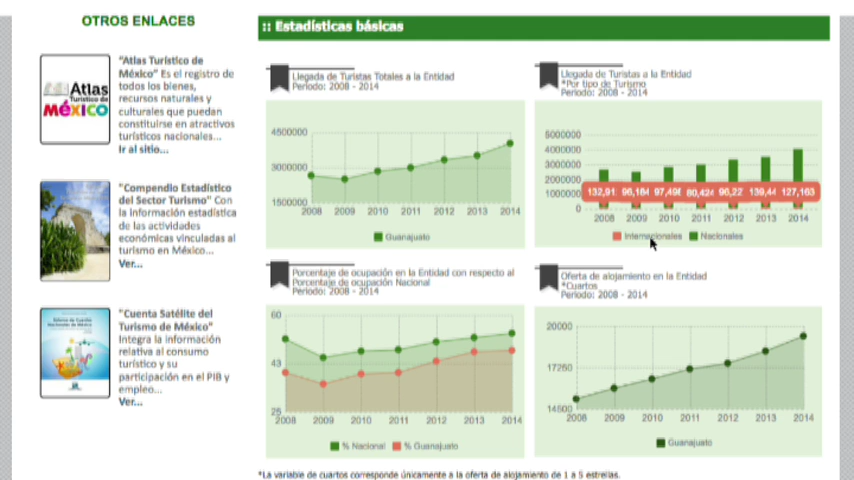 OTROS ENLACES
"Atlas Turístico de
México" Es el registro de
todos los bienes,
recursos naturales y
culturales que puedan
constituirse en atractivos
turísticos nacionales...
Ir al sitio...
Atlas
Turístico de
México
"Compendio Estadístico
del Sector Turismo" Con
la información estadística
de las actividades
económicas vinculadas al
turismo en México...
Ver...
"Cuenta Satélite del
Turismo de México"
Integra la información
relativa al consumo
turístico y su
participación en el PIB y
empleo...
Ver...
:: Estadísticas básicas
Llegada de Turistas Totales a la Entidad
Periodo: 2008 - 2014
4500000
3000000
1500000
2008 2009 2010 2011 2012 2013 2014
Guanajuato
Llegada de Turistas a la Entidad
*Por tipo de Turismo
Periodo: 2008 - 2014
5000000
4000000
3000000
2000000
1000000
0
132,91 96,184 97,498 80,424 96,22 139,44 127,163
2008 2009 2010 2011 2012 2013 2014
Internacionales Nacionales
Porcentaje de ocupación en la Entidad con respecto al
Porcentaje de ocupación Nacional
Periodo: 2008 - 2014
60
43
25
2008 2009 2010 2011 2012 2013 2014
% Nacional % Guanajuato
Oferta de alojamiento en la Entidad
*Cuartos
Periodo: 2008 - 2014
20000
17250
14500
2008 2009 2010 2011 2012 2013 2014
Guanajuato
*La variable de cuartos corresponde únicamente a la oferta de alojamiento de 1 a 5 estrellas.